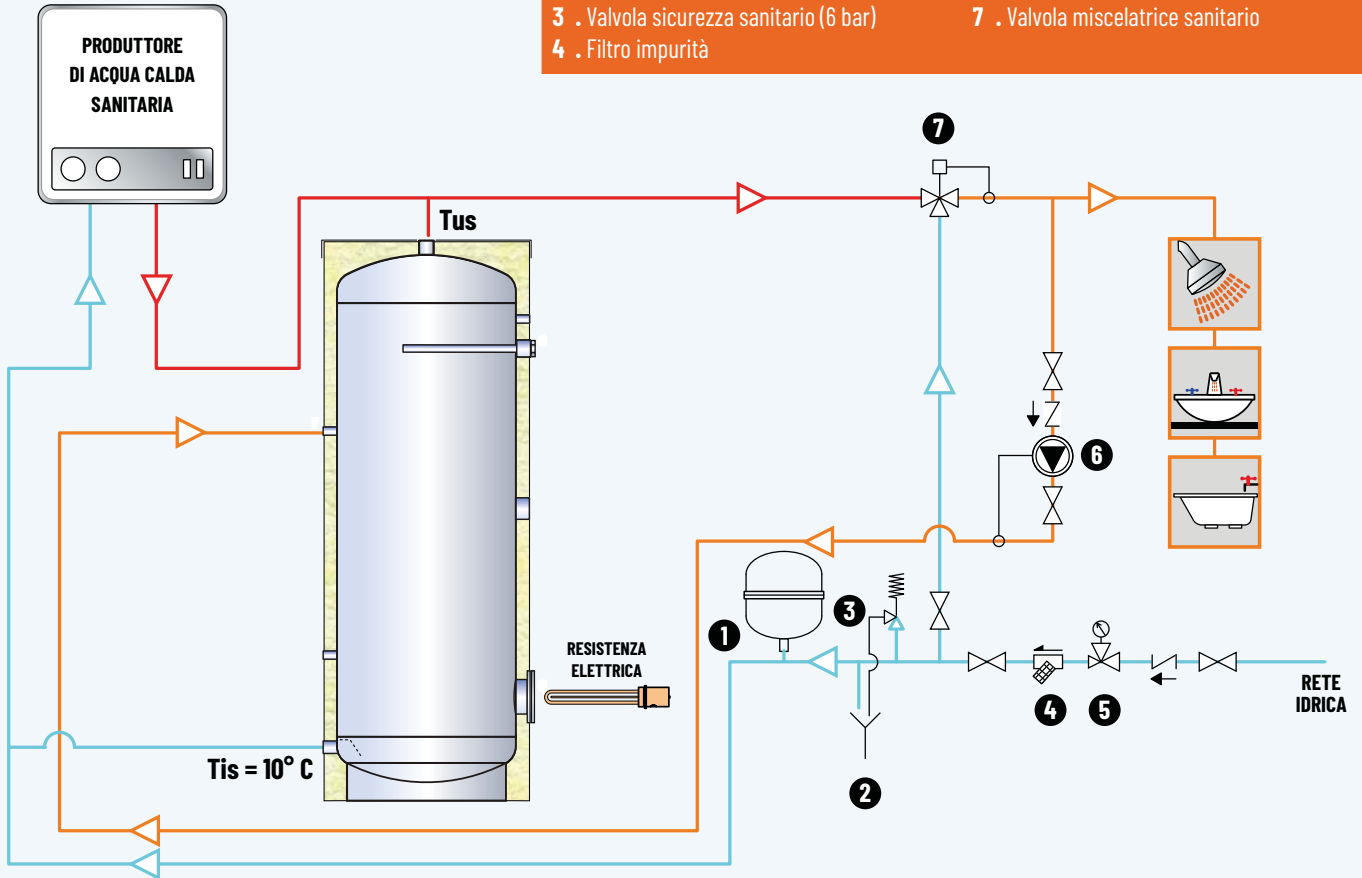 3 . Valvola sicurezza sanitario (6 bar)
7 . Valvola miscelatrice sanitario
4 . Filtro impurità
PRODUTTORE
DI ACQUA CALDA
SANITARIA
7
Tus
6
3
1
RESISTENZA
ELETTRICA
RETE
IDRICA
4
5
Tis = 10° C
2